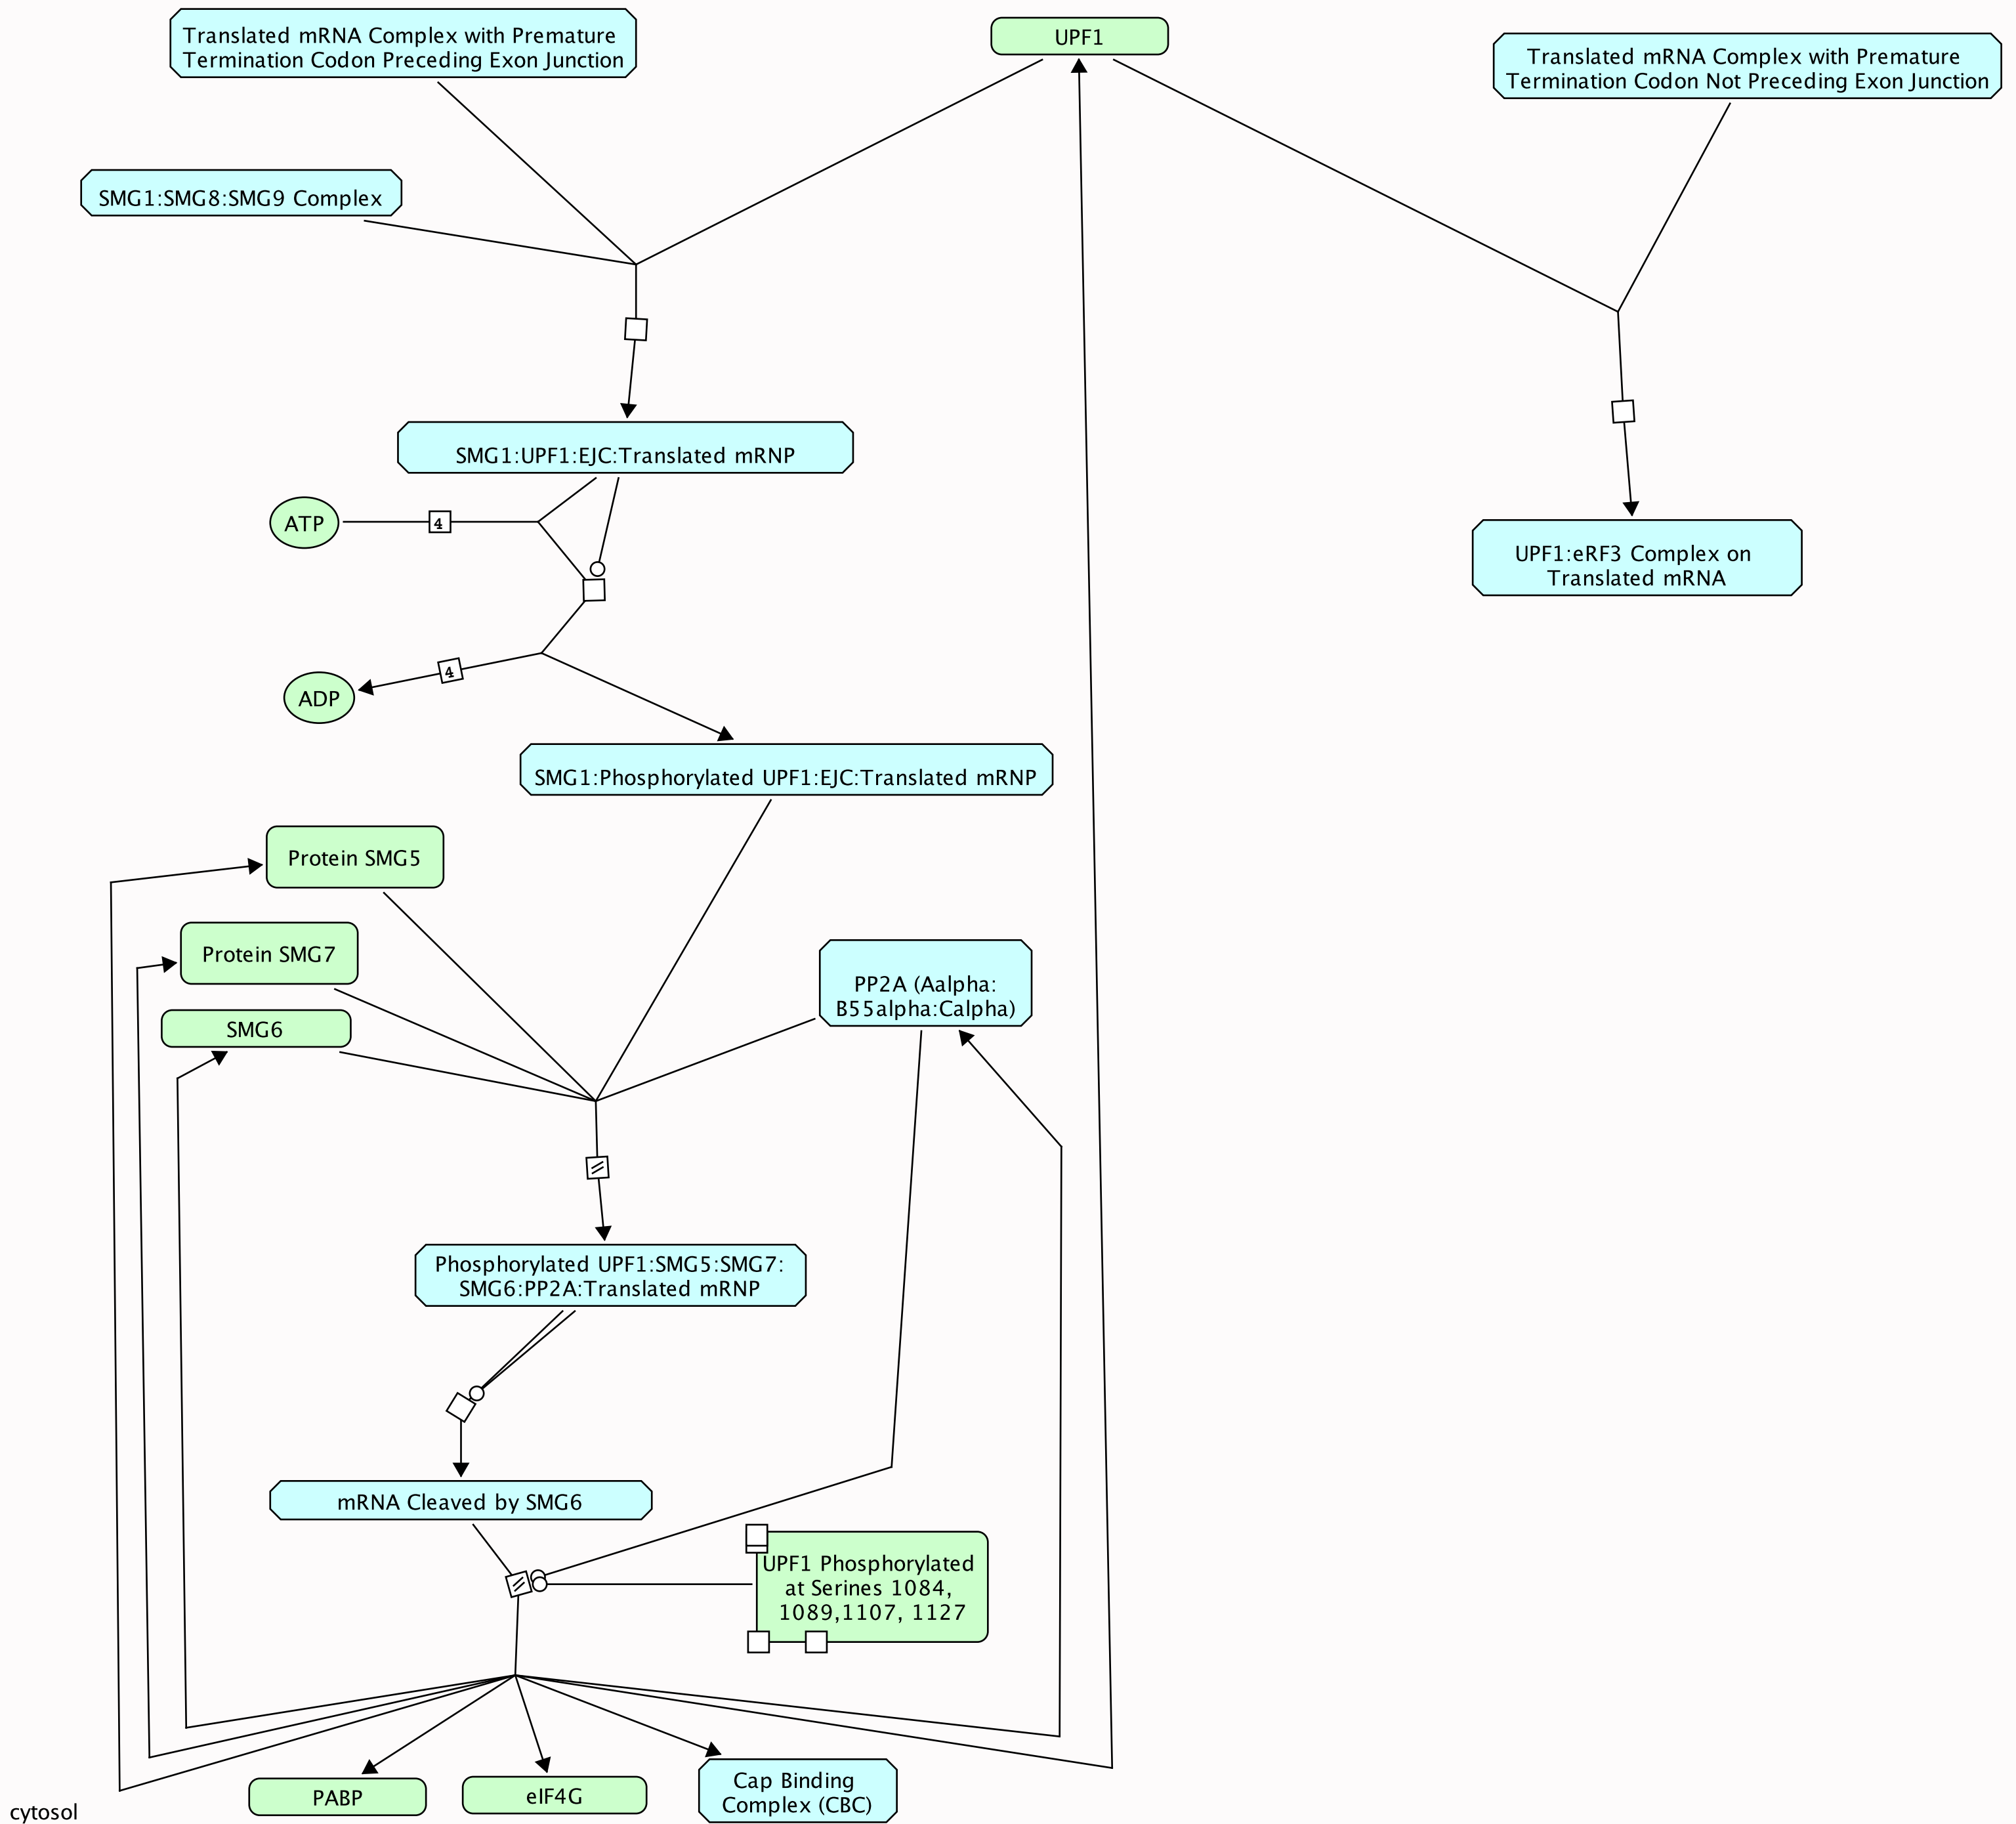 Translated mRNA Complex with Premature
Termination Codon Preceding Exon Junction
UPF1
Translated mRNA Complex with Premature
Termination Codon Not Preceding Exon Junction
SMG1:SMG8:SMG9 Complex
SMG1:UPF1:EJC:Translated mRNP
ATP
4
UPF1:eRF3 Complex on
Translated mRNA
4
ADP
SMG1:Phosphorylated UPF1:EJC:Translated mRNP
Protein SMG5
Protein SMG7
PP2A (Aalpha:
B55alpha:Calpha)
SMG6
Phosphorylated UPF1:SMG5:SMG7:
SMG6:PP2A:Translated mRNP
mRNA Cleaved by SMG6
UPF1 Phosphorylated
at Serines 1084,
1089,1107, 1127
PABP
eIF4G
Cap Binding
Complex (CBC)
cytosol